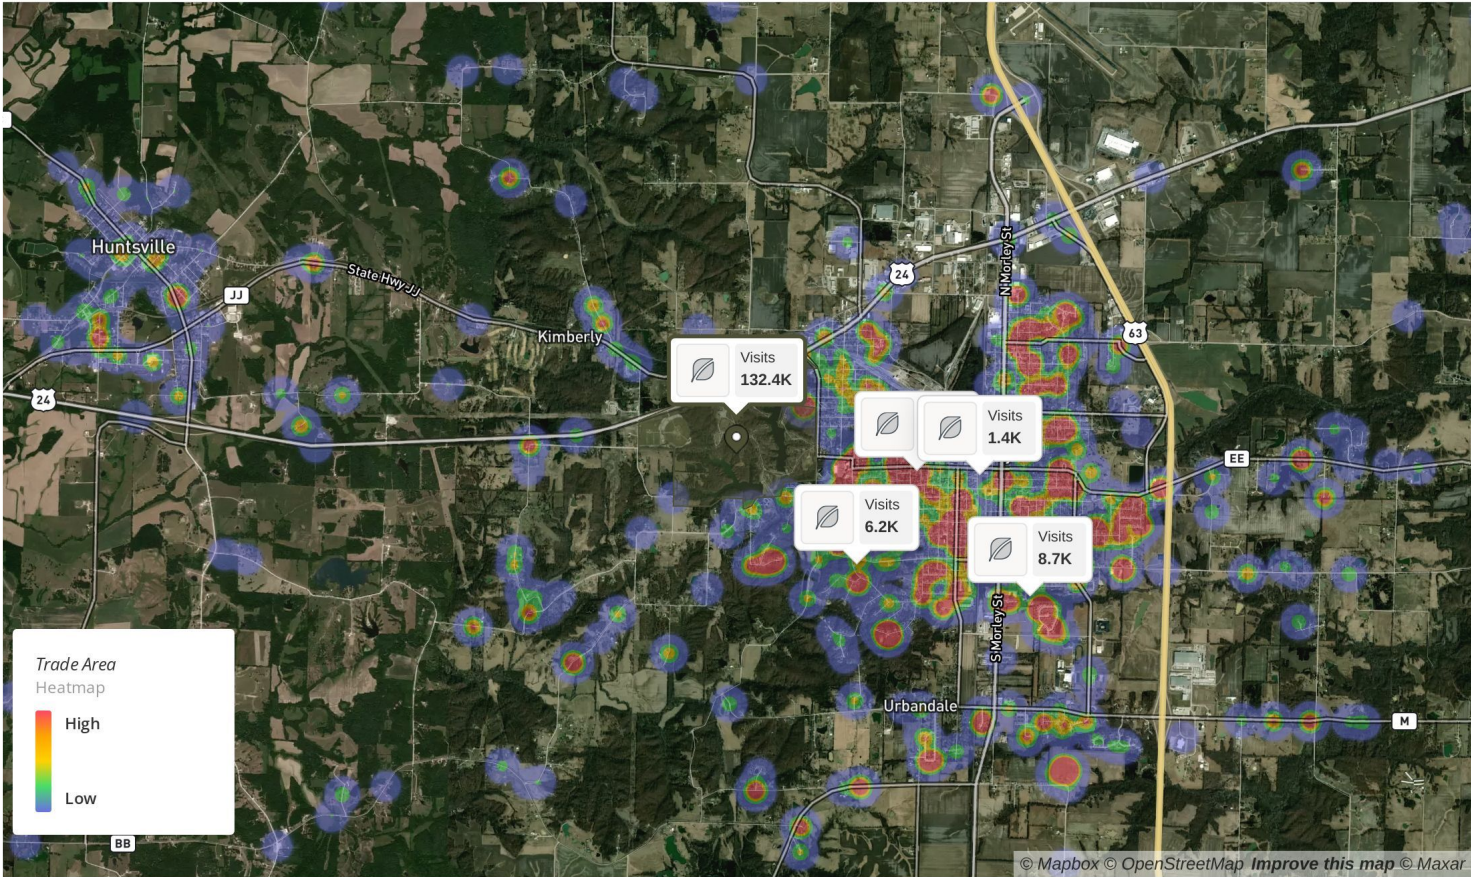 Huntsville
JJ
State Hwy JJ
24
N Morley St
Kimberly
63
Visits
132.4K
24
Visits
1.4K
EE
Visits
6.2K
Visits
8.7K
S Morley St
Trade Area
Heatmap
High
Low
Urbandale
M
BB
© Mapbox © OpenStreetMap Improve this map © Maxar